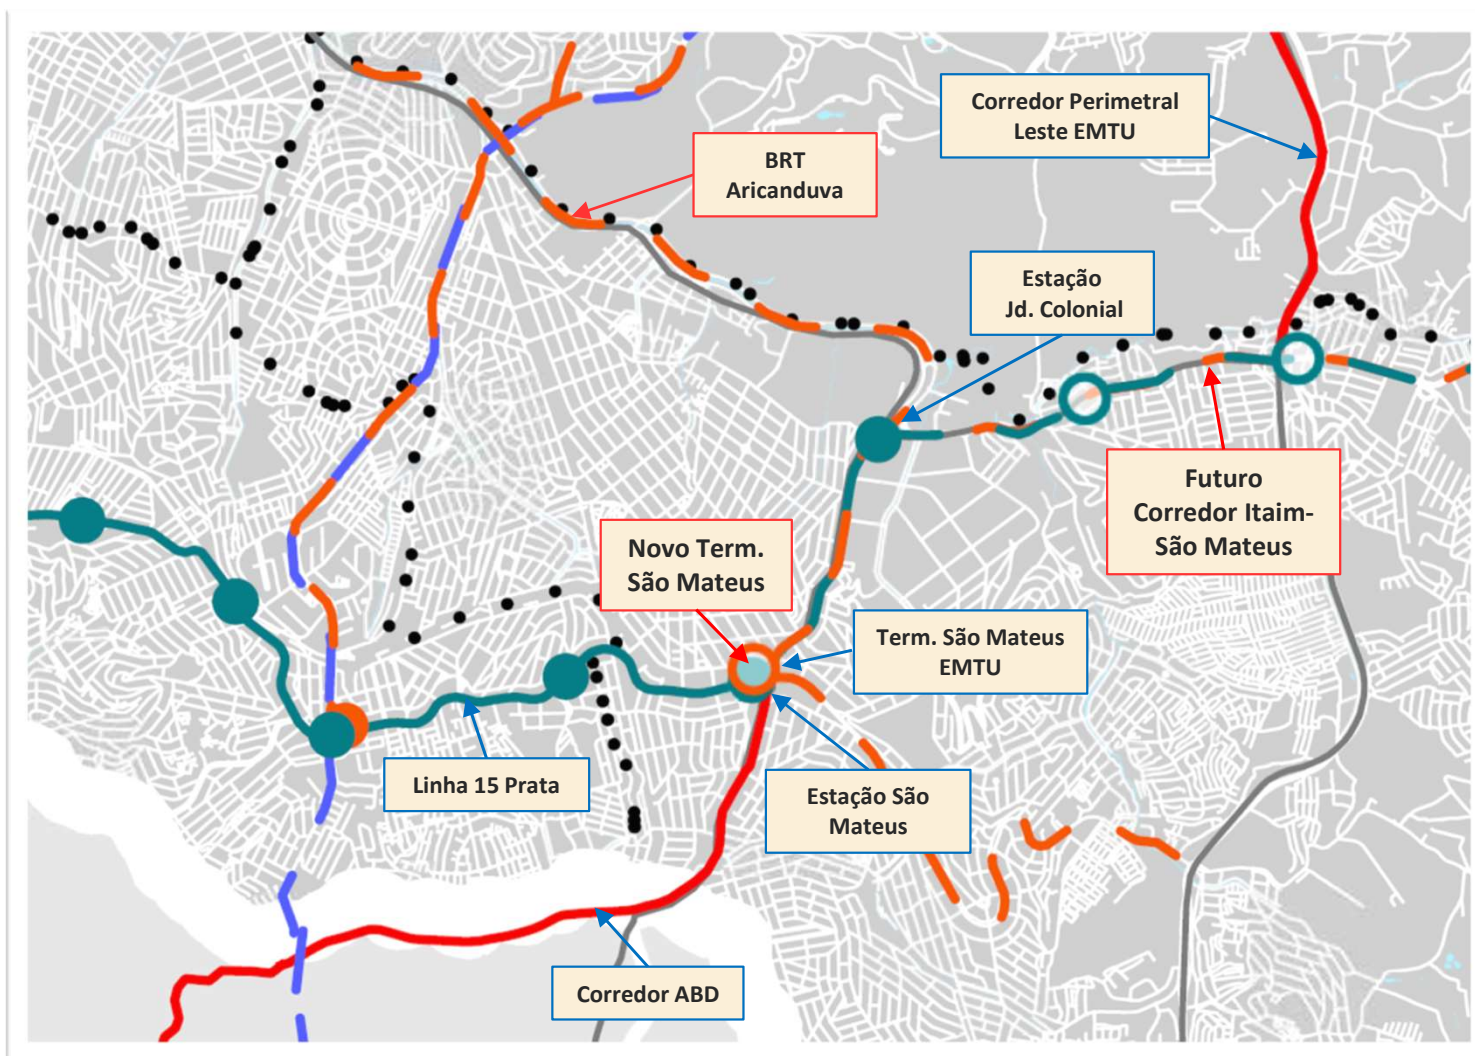 Corredor Perimetral
Leste EMTU
BRT
Aricanduva
Estação
Jd. Colonial
Futuro
Corredor Itaim-
São Mateus
Novo Term.
São Mateus
Term. São Mateus
EMTU
Linha 15 Prata
Estação São
Mateus
Corredor ABD